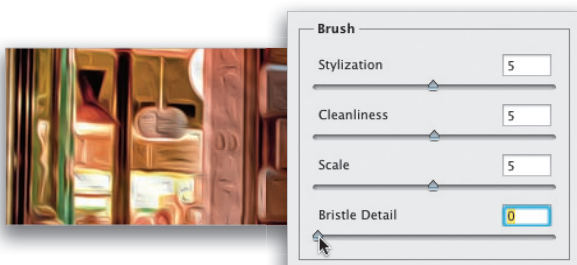 Brush
Stylization 5
Cleanliness 5
Scale 5
Bristle Detail 0